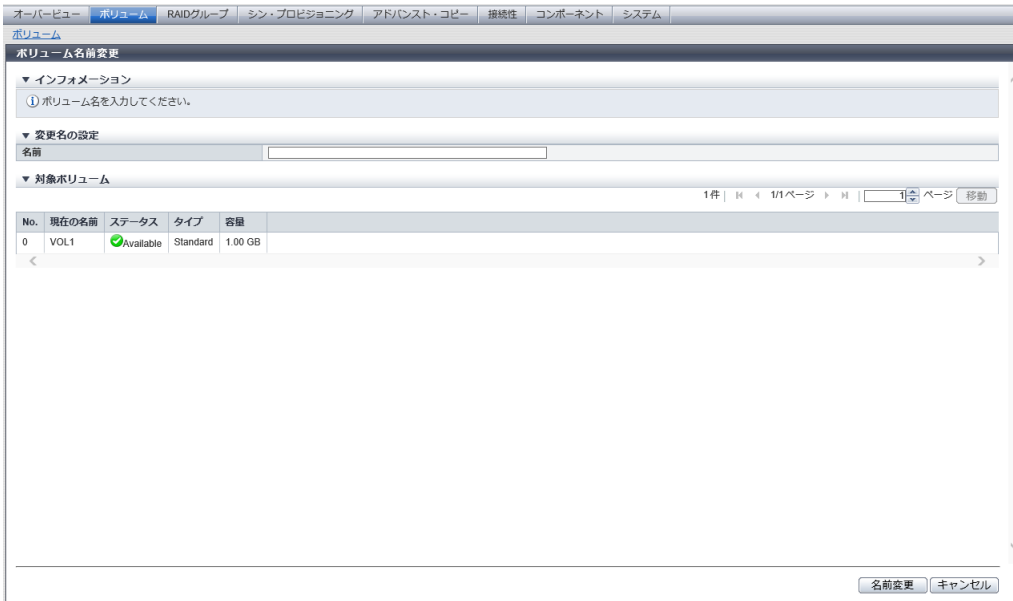 オーバービュー ボリューム RAIDグループ シン・プロビジョニング アドバンスト・コピー 接続性 コンポーネント システム
ボリューム
ボリューム名前変更
▼ インフォメーション
ボリューム名を入力してください。
▼ 変更名の設定
名前
▼ 対象ボリューム
1件 | 1/1ページ | 1 ページ 移動
No. 現在の名前 ステータス タイプ 容量
0 VOL1 Available Standard 1.00 GB
名前変更 キャンセル